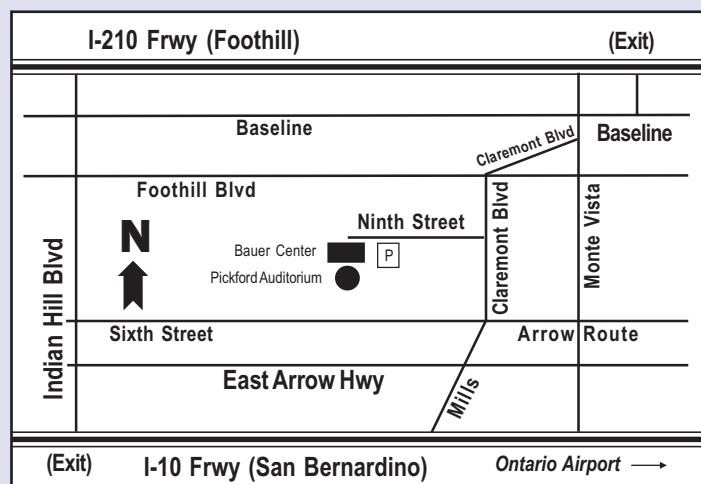 I-210 Frwy (Foothill)
(Exit)
Baseline
Claremont Blvd
Baseline
Foothill Blvd
Ninth Street
N
Bauer Center
P
Pickford Auditorium
Claremont Blvd
Monte Vista
Indian Hill Blvd
Sixth Street
Arrow Route
East Arrow Hwy
Mills
(Exit)
I-10 Frwy (San Bernardino)
Ontario Airport